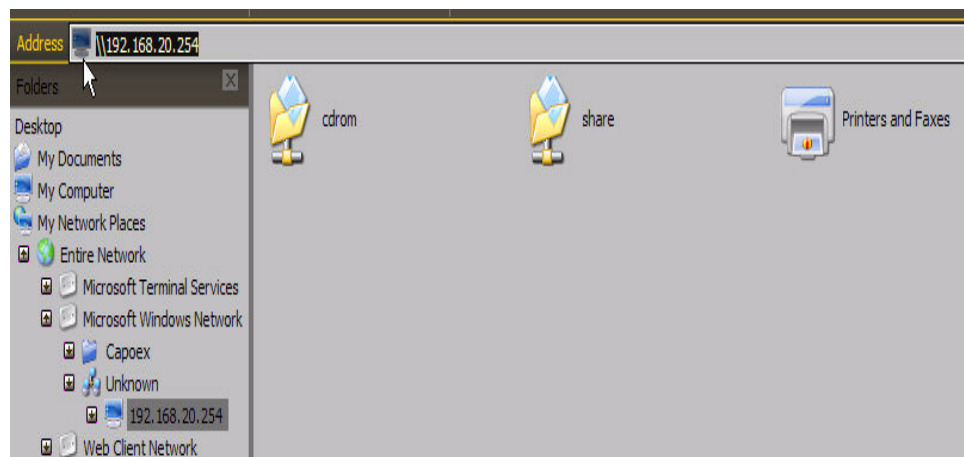 Address \\192.168.20.254
Folders
cdrom
share
Printers and Faxes
Desktop
My Documents
My Computer
My Network Places
Entire Network
Microsoft Terminal Services
Microsoft Windows Network
Capoex
Unknown
192.168.20.254
Web Client Network